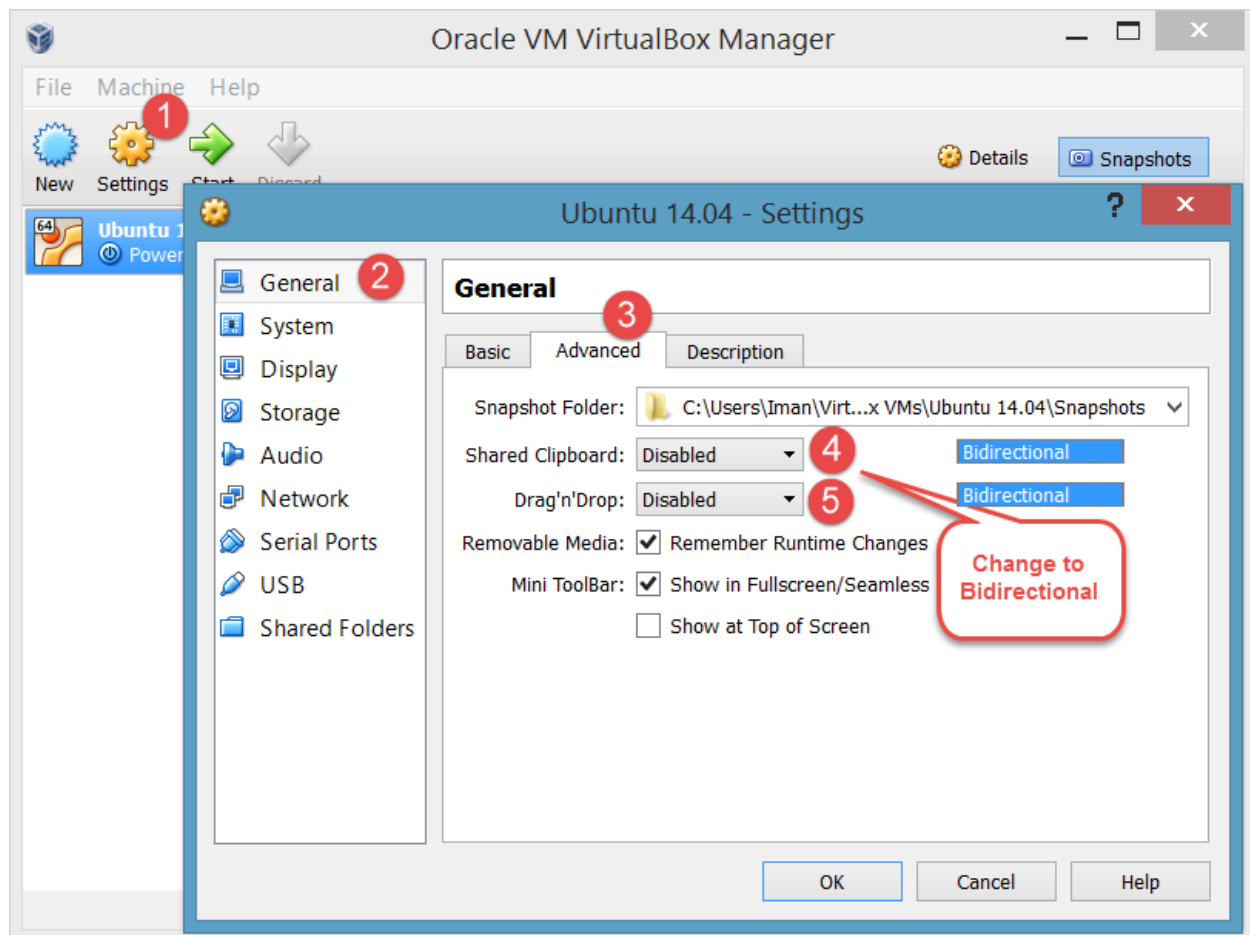 Oracle VM VirtualBox Manager
File Machine Help
1
New Settings Start Discard
Details Snapshots
64
Ubuntu 1
Power
Ubuntu 14.04 - Settings
?
General 2
System
Display
Storage
Audio
Network
Serial Ports
USB
Shared Folders
General
3
Basic Advanced Description
Snapshot Folder: C:\Users\Iman\Virt...x VMs\Ubuntu 14.04\Snapshots
Shared Clipboard: Disabled 4 Bidirectional
Drag'n'Drop: Disabled 5 Bidirectional
Removable Media: Remember Runtime Changes
Mini ToolBar: Show in Fullscreen/Seamless
Show at Top of Screen
Change to
Bidirectional
OK Cancel Help